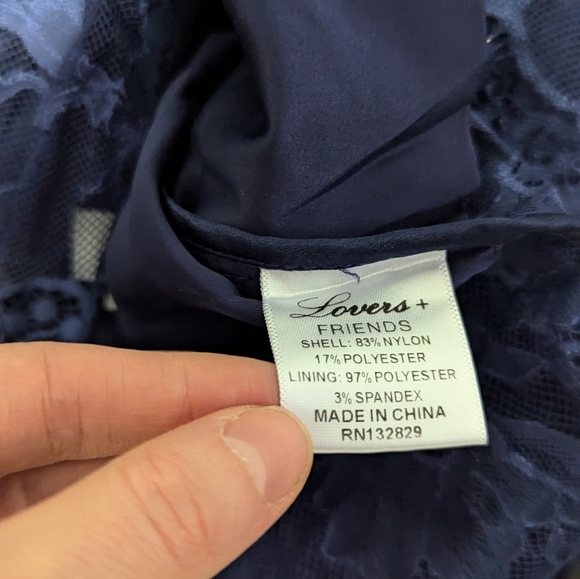 Lovers +
FRIENDS
SHELL: 83% NYLON
17% POLYESTER
LINING: 97% POLYESTER
3% SPANDEX
MADE IN CHINA
RN132829